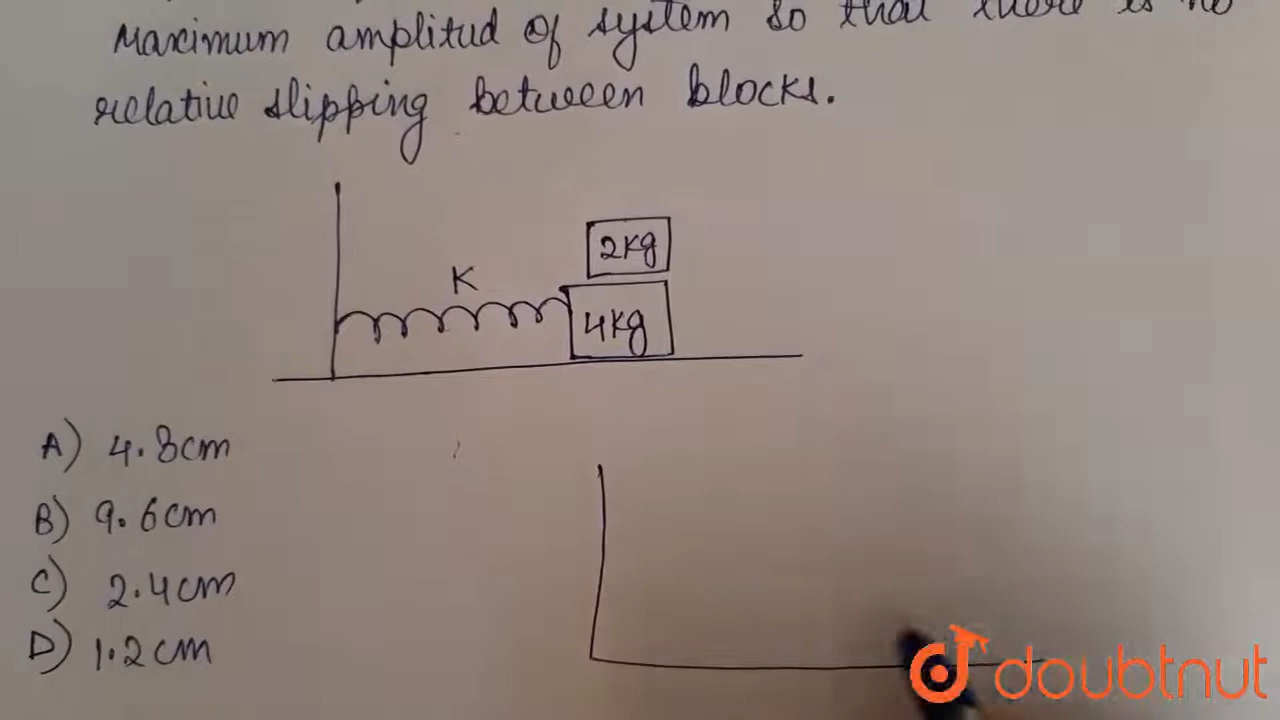 Maximum amplitud of system so that there is no
relative slipping between blocks.
2kg
K
4kg
A) 4.8cm
B) 9.6cm
C) 2.4cm
D) 1.2cm
doubtnut